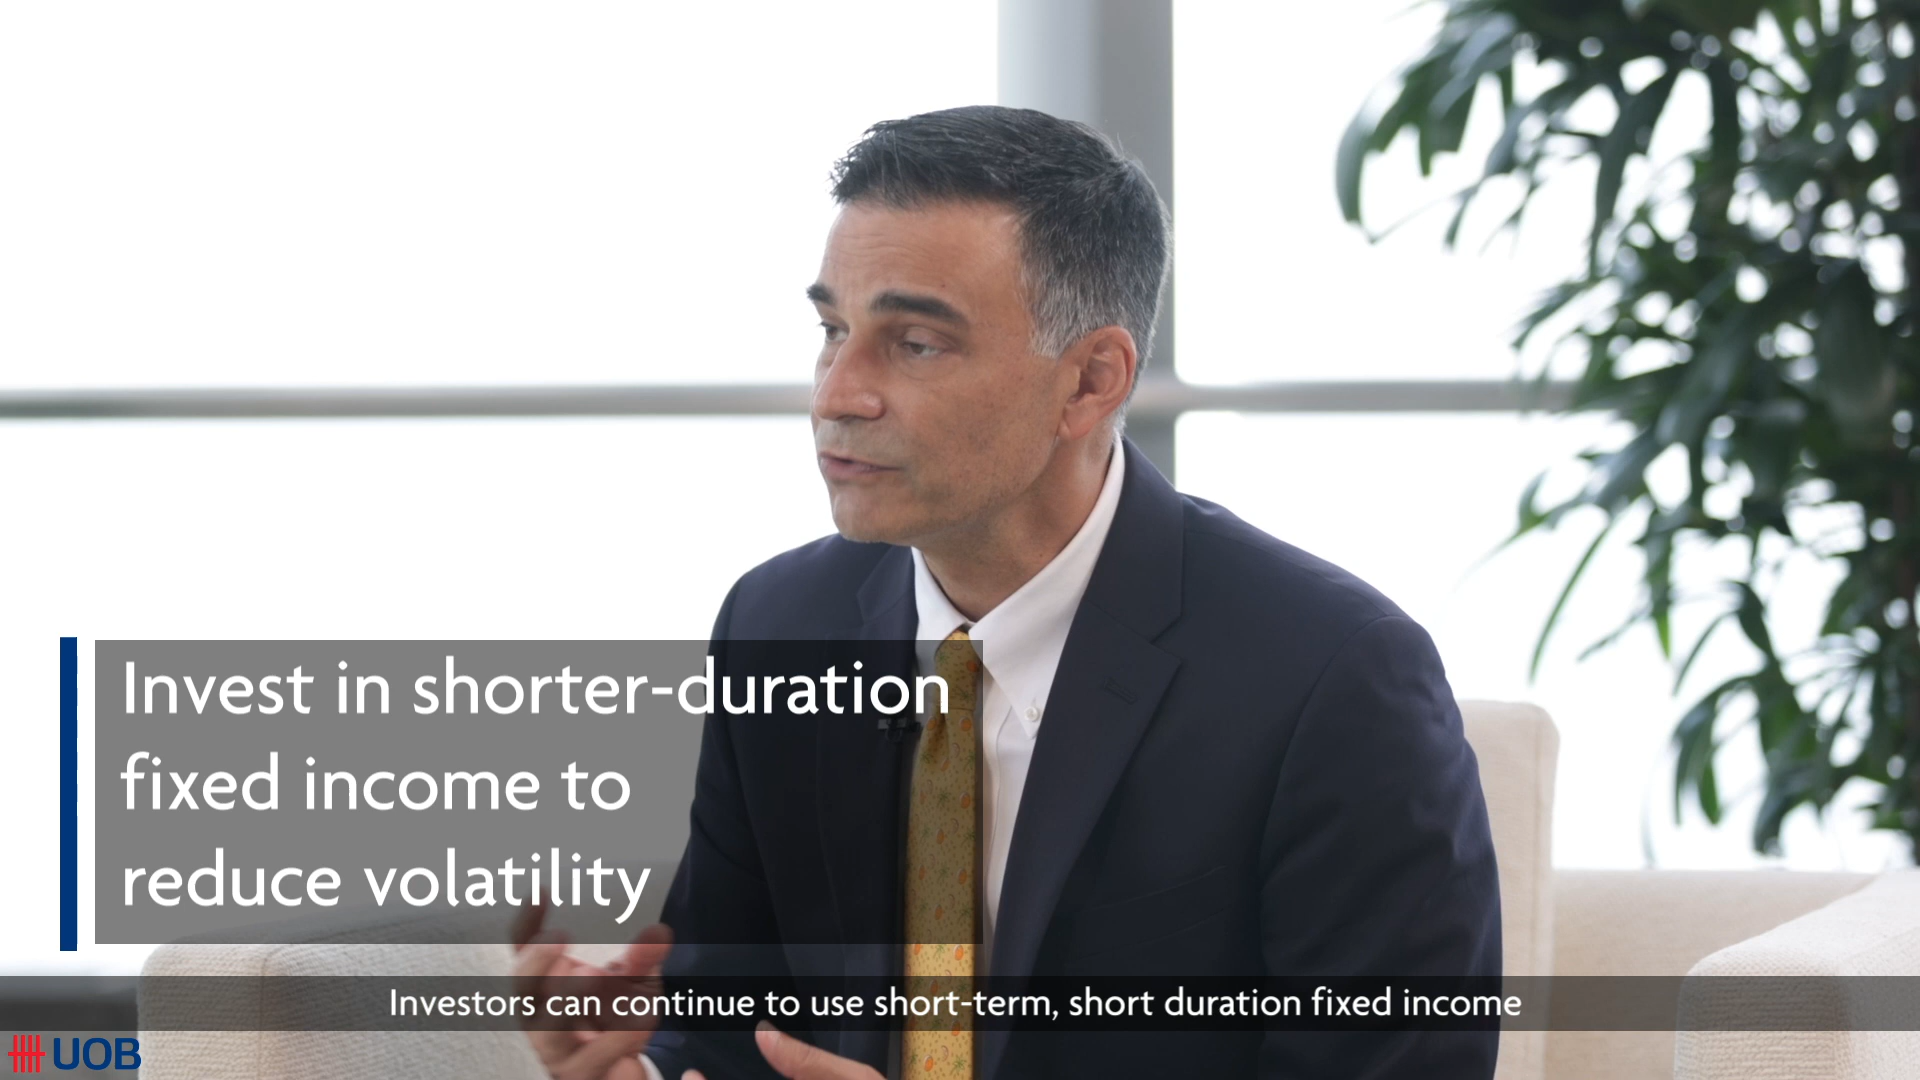 Invest in shorter-duration
fixed income to
reduce volatility
Investors can continue to use short-term, short duration fixed income
UOB